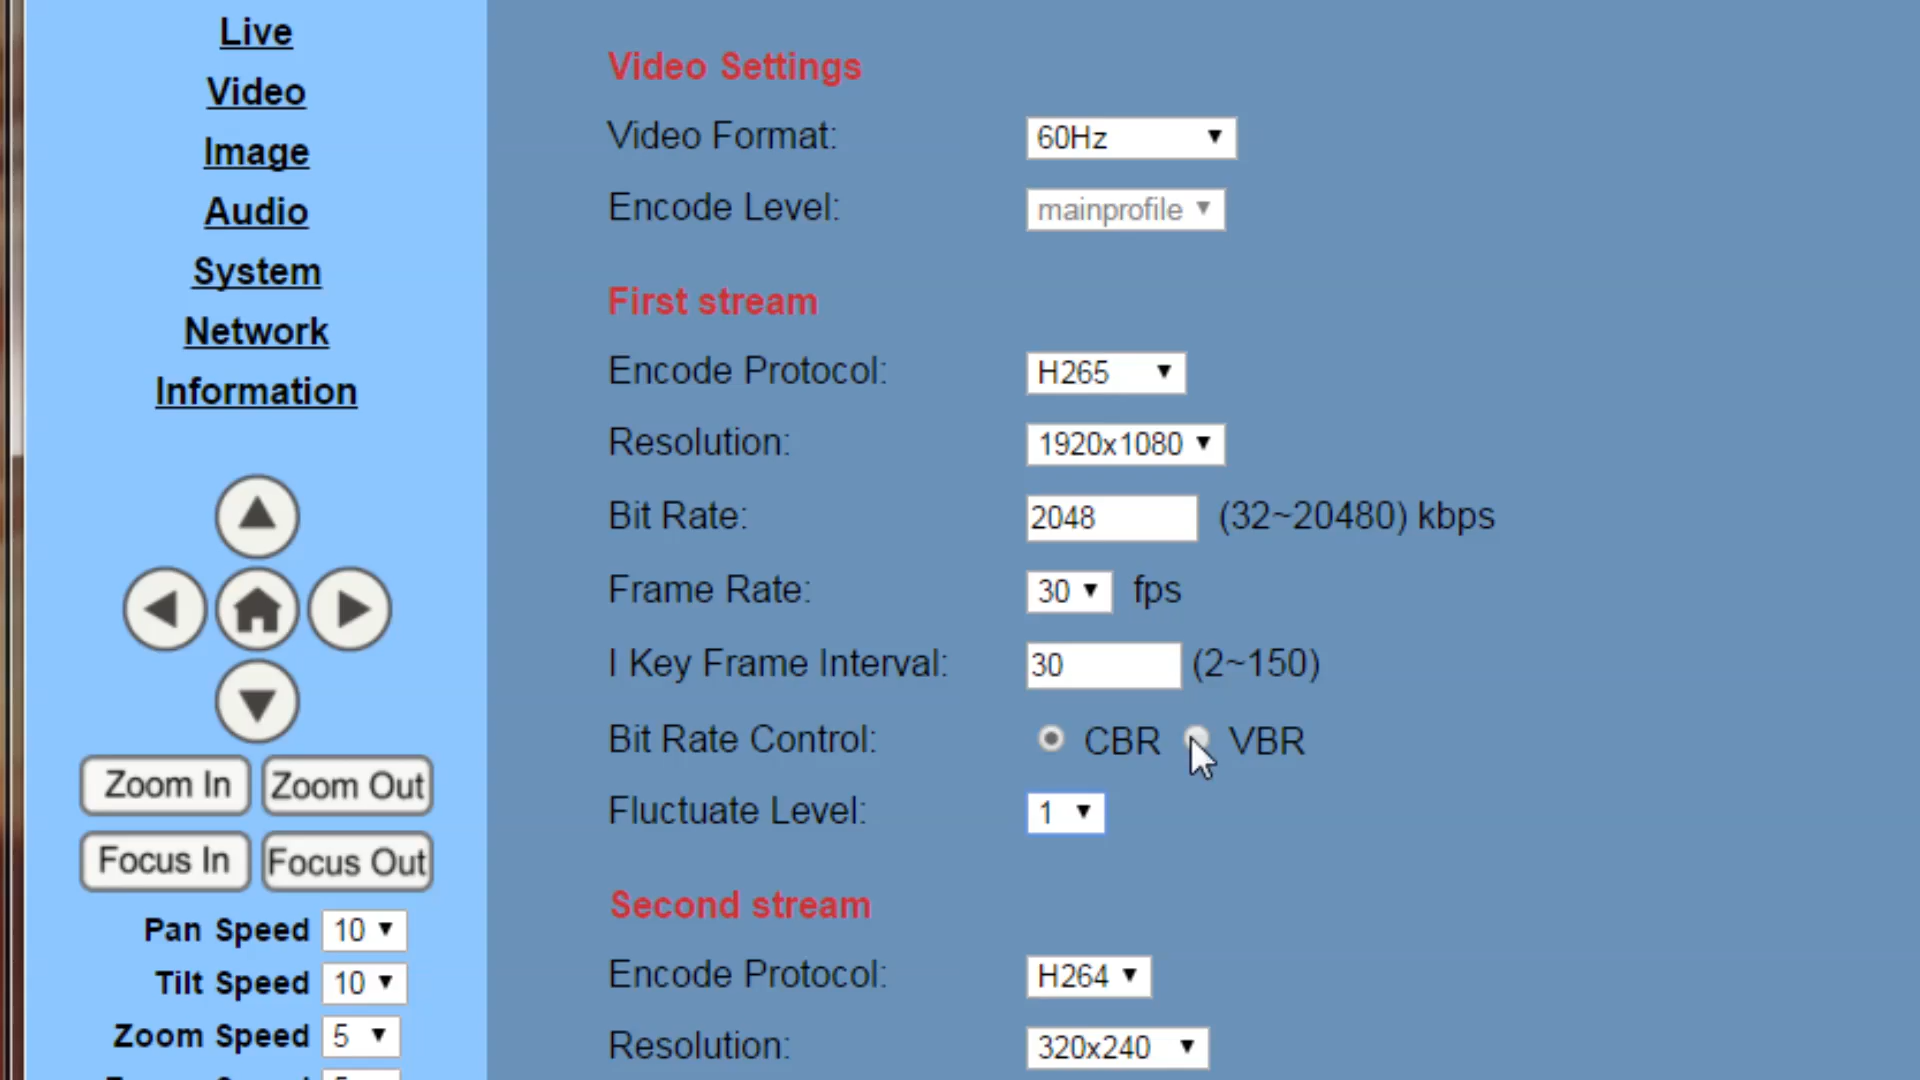 Live
Video
Image
Audio
System
Network
Information
Zoom In Zoom Out
Focus In Focus Out
Pan Speed 10
Tilt Speed 10
Zoom Speed 5
Video Settings
Video Format: 60Hz
Encode Level: mainprofile
First stream
Encode Protocol: H265
Resolution: 1920x1080
Bit Rate: 2048 (32~20480) kbps
Frame Rate: 30 fps
I Key Frame Interval: 30 (2~150)
Bit Rate Control: CBR VBR
Fluctuate Level: 1
Second stream
Encode Protocol: H264
Resolution: 320x240